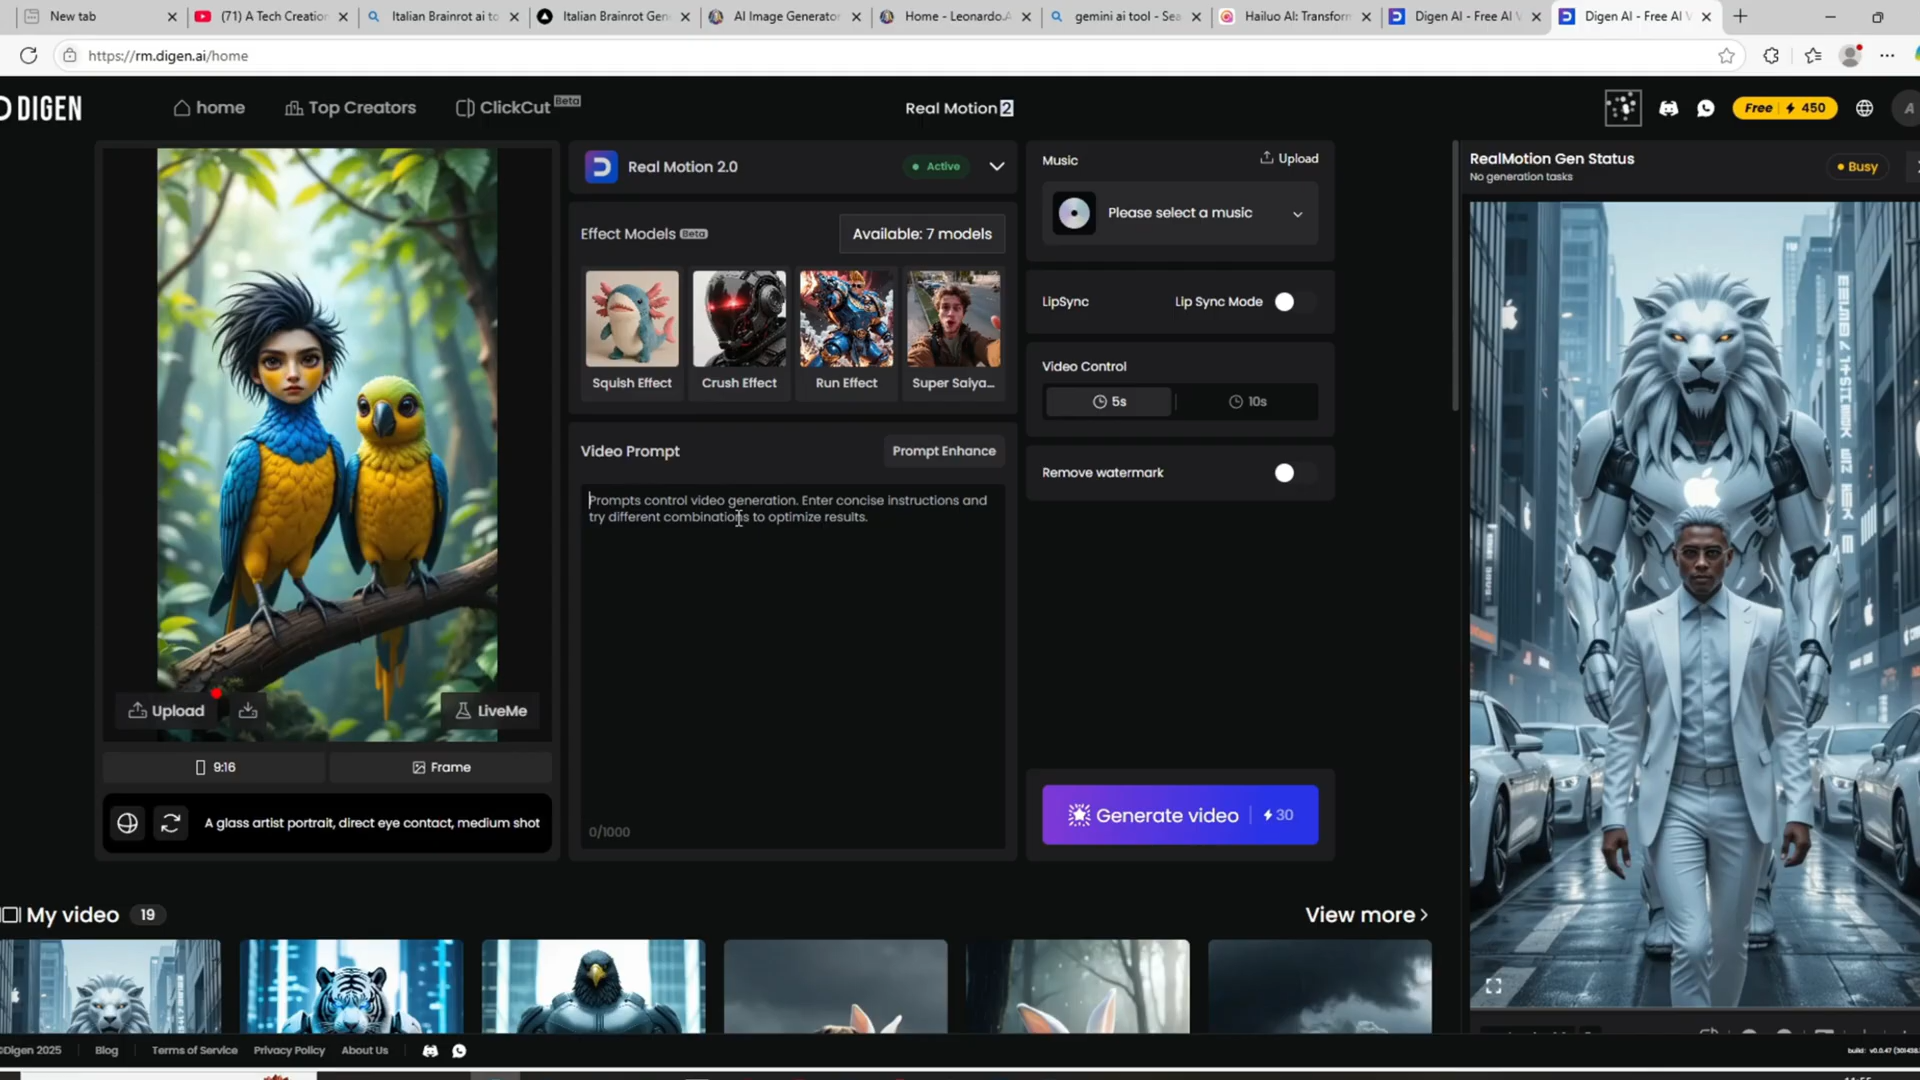 New tab
(71) A Tech Creation
Italian Brainrot ai to
Italian Brainrot Gen
AI Image Generator
Home - Leonardo.A
gemini ai tool - Sea
Hailuo AI: Transform
Digen AI - Free AI V
Digen AI - Free AI V
https://rm.digen.ai/home
DIGEN
home
Top Creators
ClickCut Beta
Real Motion 2
Free 450
A
Upload
LiveMe
9:16
Frame
A glass artist portrait, direct eye contact, medium shot
Real Motion 2.0
Active
Effect Models Beta
Available: 7 models
Squish Effect
Crush Effect
Run Effect
Super Saiya...
Video Prompt
Prompt Enhance
Prompts control video generation. Enter concise instructions and
try different combinations to optimize results.
0/1000
Music
Upload
Please select a music
LipSync
Lip Sync Mode
Video Control
5s
10s
Remove watermark
Generate video 30
RealMotion Gen Status
No generation tasks
Busy
My video 19
View more
©Digen 2025
Blog
Terms of Service
Privacy Policy
About Us